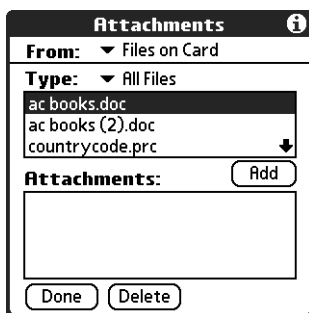 Attachments
From: Files on Card
Type: All Files
ac books.doc
ac books (2).doc
countrycode.prc
Attachments: Add
Done Delete